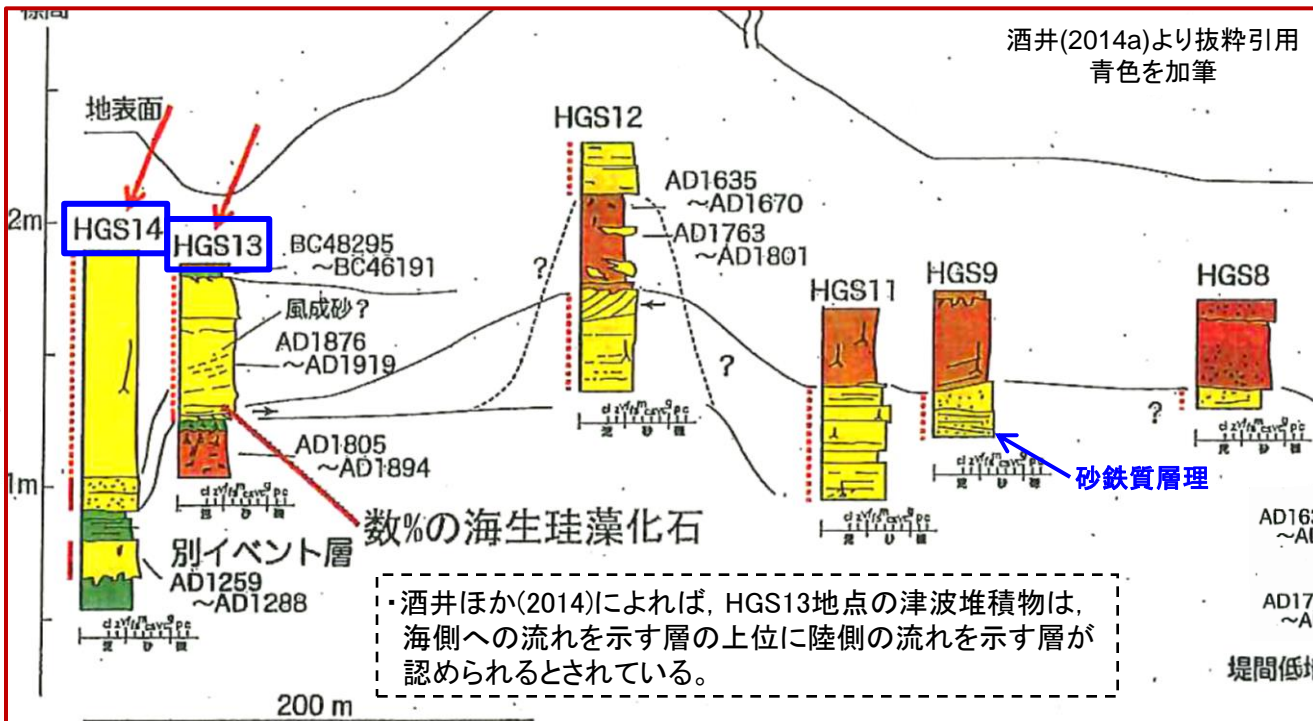 標高
酒井(2014a)より抜粋引用
青色を加筆
地表面
HGS12
2m
HGS14
HGS13
BC48295
～BC46191
風成砂？
AD1876
～AD1919
AD1635
～AD1670
AD1763
～AD1801
?
?
HGS11
HGS9
HGS8
?
AD1805
～AD1894
1m
砂鉄質層理
数%の海生珪藻化石
別イベント層
AD1259
～AD1288
・酒井ほか(2014)によれば，HGS13地点の津波堆積物は，
海側への流れを示す層の上位に陸側の流れを示す層が
認められるとされている。
堤間低
200 m